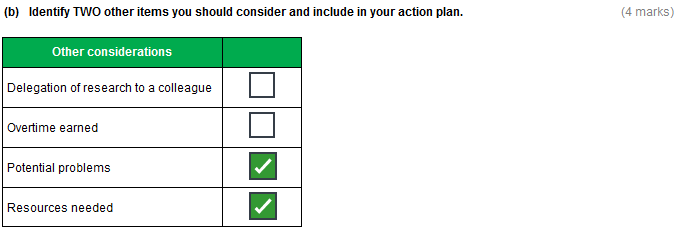 (b) Identify TWO other items you should consider and include in your action plan. (4 marks)
Other considerations
Delegation of research to a colleague
Overtime earned
Potential problems
Resources needed